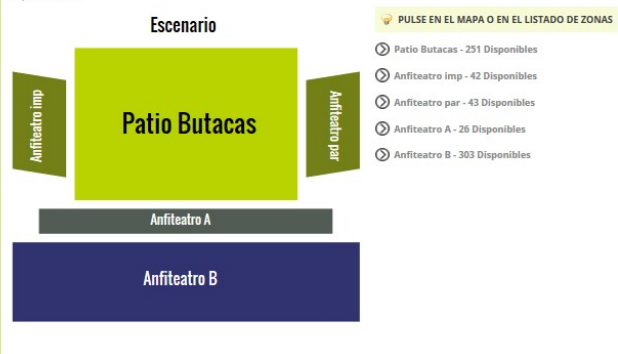 Escenario
Patio Butacas
Anfiteatro imp
Anfiteatro par
Anfiteatro A
Anfiteatro B
PULSE EN EL MAPA O EN EL LISTADO DE ZONAS
Patio Butacas - 251 Disponibles
Anfiteatro imp - 42 Disponibles
Anfiteatro par - 43 Disponibles
Anfiteatro A - 26 Disponibles
Anfiteatro B - 303 Disponibles